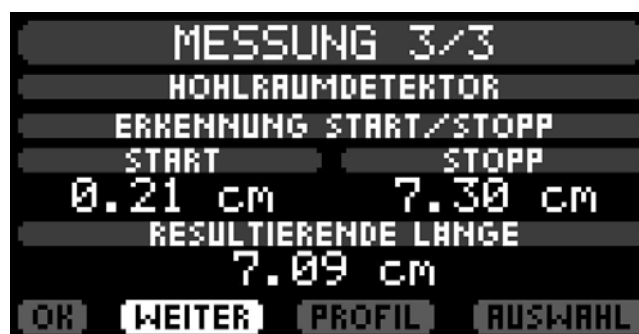 MESSUNG 3/3
HOHLRAUMDETEKTOR
ERKENNUNG START/STOPP
START STOPP
0.21 cm 7.30 cm
RESULTIERENDE LÄNGE
7.09 cm
OK WEITER PROFIL AUSWAHL